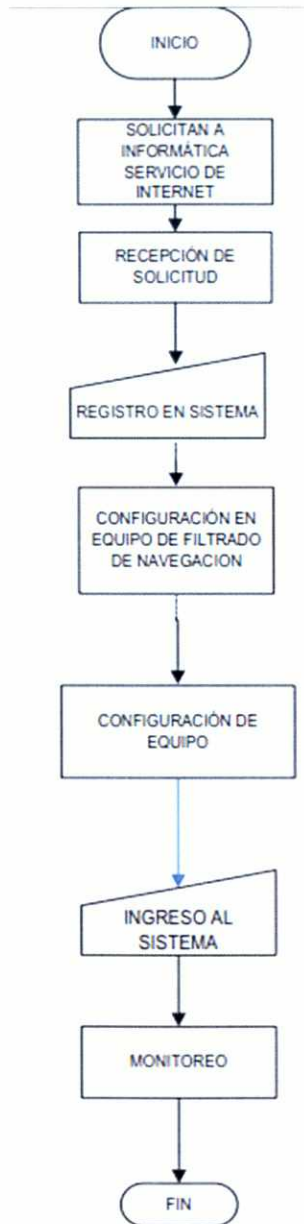 INICIO
SOLICITAN A
INFORMÁTICA
SERVICIO DE
INTERNET
RECEPCIÓN DE
SOLICITUD
REGISTRO EN SISTEMA
CONFIGURACIÓN EN
EQUIPO DE FILTRADO
DE NAVEGACION
CONFIGURACIÓN DE
EQUIPO
INGRESO AL
SISTEMA
MONITOREO
FIN